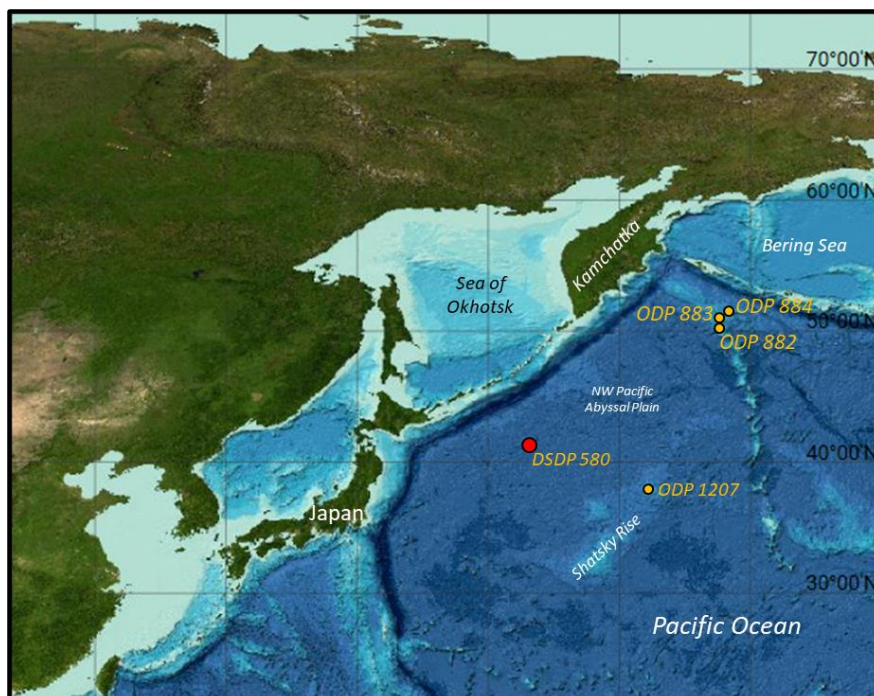 70°00'N
60°00'N
Bering Sea
Kamchatka
Sea of
Okhotsk
ODP 883
ODP 884
50°00'N
ODP 882
NW Pacific
Abyssal Plain
DSDP 580
40°00'N
ODP 1207
Japan
Shatsky Rise
30°00'N
Pacific Ocean